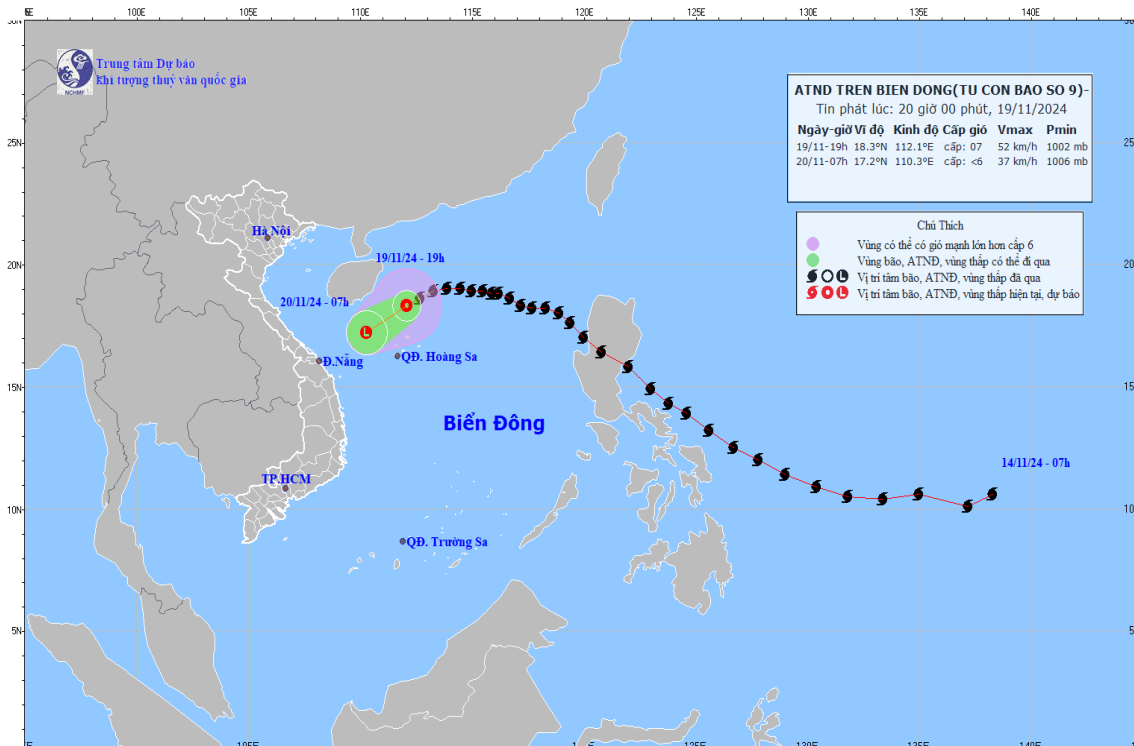 100E 105E 110E 115E 120E 125E 130E 135E 140E
Trung tâm Dự báo
khí tượng thuỷ văn quốc gia
NCHMF
ATND TREN BIEN DONG(TU CON BAO SO 9)-
Tin phát lúc: 20 giờ 00 phút, 19/11/2024
Ngày-giờ Vĩ độ Kinh độ Cấp gió Vmax Pmin
19/11-19h 18.3°N 112.1°E cấp: 07 52 km/h 1002 mb
20/11-07h 17.2°N 110.3°E cấp: <6 37 km/h 1006 mb
25N
Chú Thích
Vùng có thể có gió mạnh lớn hơn cấp 6
Vùng bão, ATNĐ, vùng thấp có thể đi qua
L Vị trí tâm bão, ATNĐ, vùng thấp đã qua
L Vị trí tâm bão, ATNĐ, vùng thấp hiện tại, dự báo
Hà Nội
19/11/24 - 19h
20N
20/11/24 - 07h
L
Đ.Nẵng
QĐ. Hoàng Sa
15N
Biển Đông
14/11/24 - 07h
TP.HCM
10N
QĐ. Trường Sa
5N
105E 130E 135E 140E